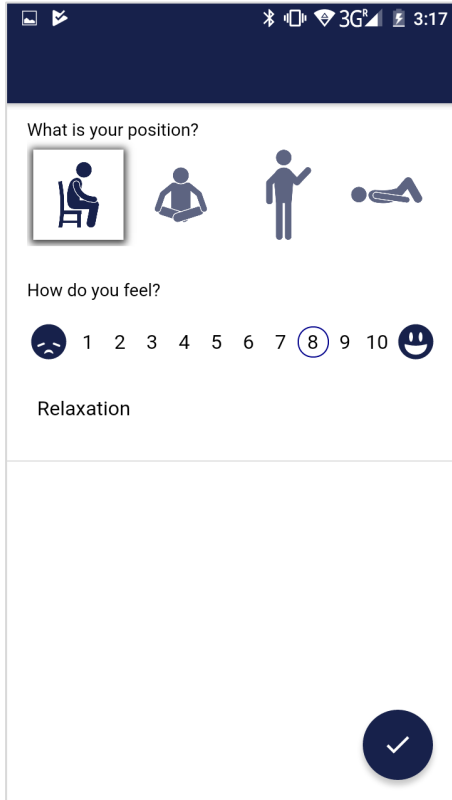 3G R 3:17
What is your position?
How do you feel?
1 2 3 4 5 6 7 8 9 10
Relaxation